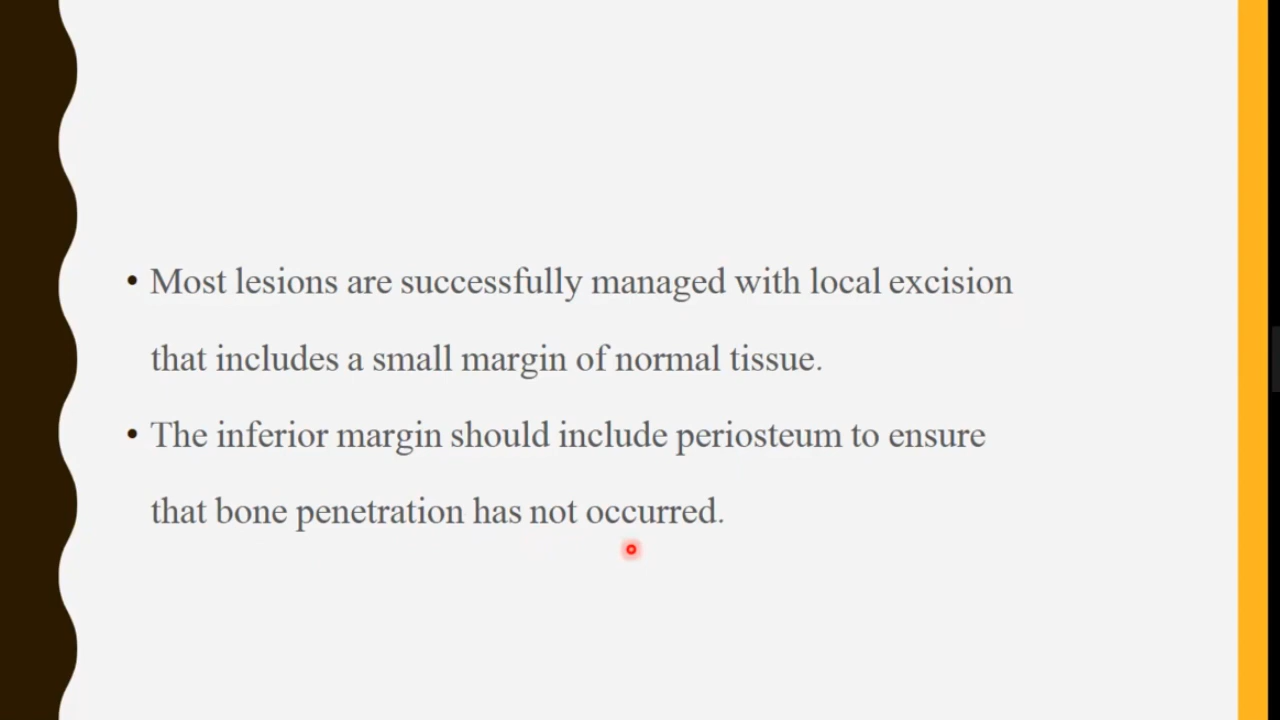 • Most lesions are successfully managed with local excision
that includes a small margin of normal tissue.
• The inferior margin should include periosteum to ensure
that bone penetration has not occurred.